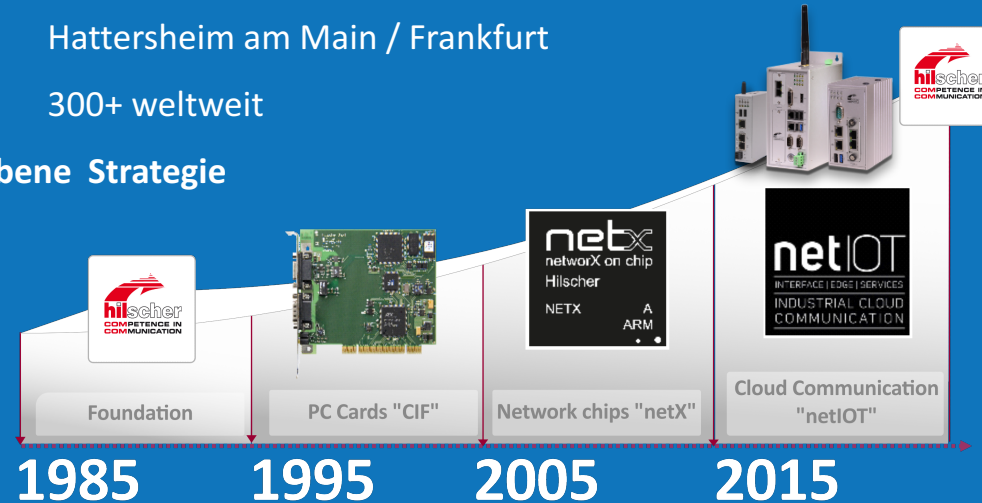 Hattersheim am Main / Frankfurt
300+ weltweit
bene Strategie
hilscher
COMPETENCE IN
COMMUNICATION
hilscher
COMPETENCE IN
COMMUNICATION
netx
networX on chip
Hilscher
NETX A
ARM
netIOT
INTERFACE | EDGE | SERVICES
INDUSTRIAL CLOUD
COMMUNICATION
Foundation
PC Cards "CIF"
Network chips "netX"
Cloud Communication
"netIOT"
1985
1995
2005
2015